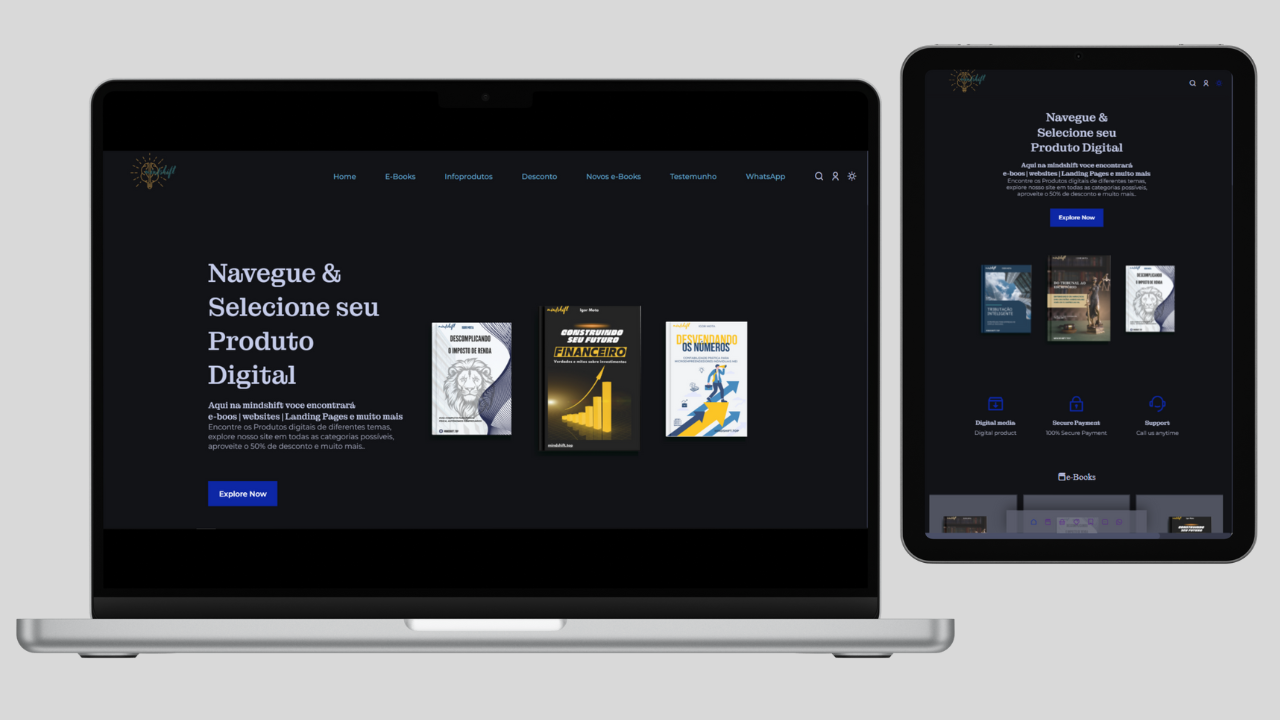 mindshift
Home
E-Books
Infoprodutos
Desconto
Novos e-Books
Testemunho
WhatsApp
Navegue &
Selecione seu
Produto
Digital
Aqui na mindshift voce encontrará
e-boos | websites | Landing Pages e muito mais
Encontre os Produtos digitais de diferentes temas,
explore nosso site em todas as categorias possíveis,
aproveite o 50% de desconto e muito mais..
Explore Now
mindshift
DESCOMPLICANDO
O IMPOSTO DE RENDA
mindshift
CONSTRUINDO
SEU FUTURO
FINANCEIRO
Verdades e mitos sobre Investimentos
mindshift
DESVENDANDO
OS NÚMEROS
Navegue &
Selecione seu
Produto Digital
Aqui na mindshift voce encontrará
e-boos | websites | Landing Pages e muito mais
Encontre os Produtos digitais de diferentes temas,
explore nosso site em todas as categorias possíveis,
aproveite o 50% de desconto e muito mais..
Explore Now
TRIBUTAÇÃO
INTELIGENTE
DO TRIBUNAL AO
DESCOMPLICANDO
O IMPOSTO DE RENDA
Digital media
Digital product
Secure Payment
100% Secure Payment
Support
Call us anytime
e-Books